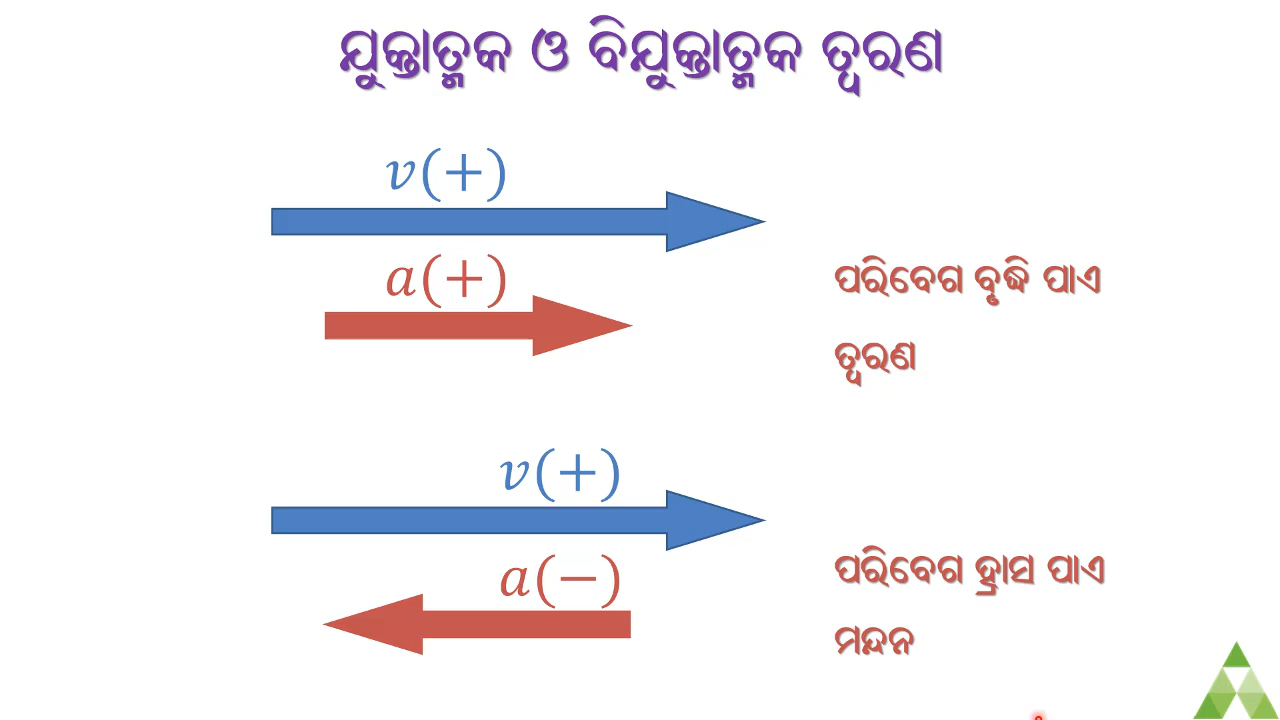 ଯୁକ୍ତାତ୍ମକ ଓ ବିଯୁକ୍ତାତ୍ମକ ତ୍ୱରଣ
v(+)
a(+)
ପରିବେଗ ବୃଦ୍ଧି ପାଏ
ତ୍ୱରଣ
v(+)
a(−)
ପରିବେଗ ହ୍ରାସ ପାଏ
ମନ୍ଦନ